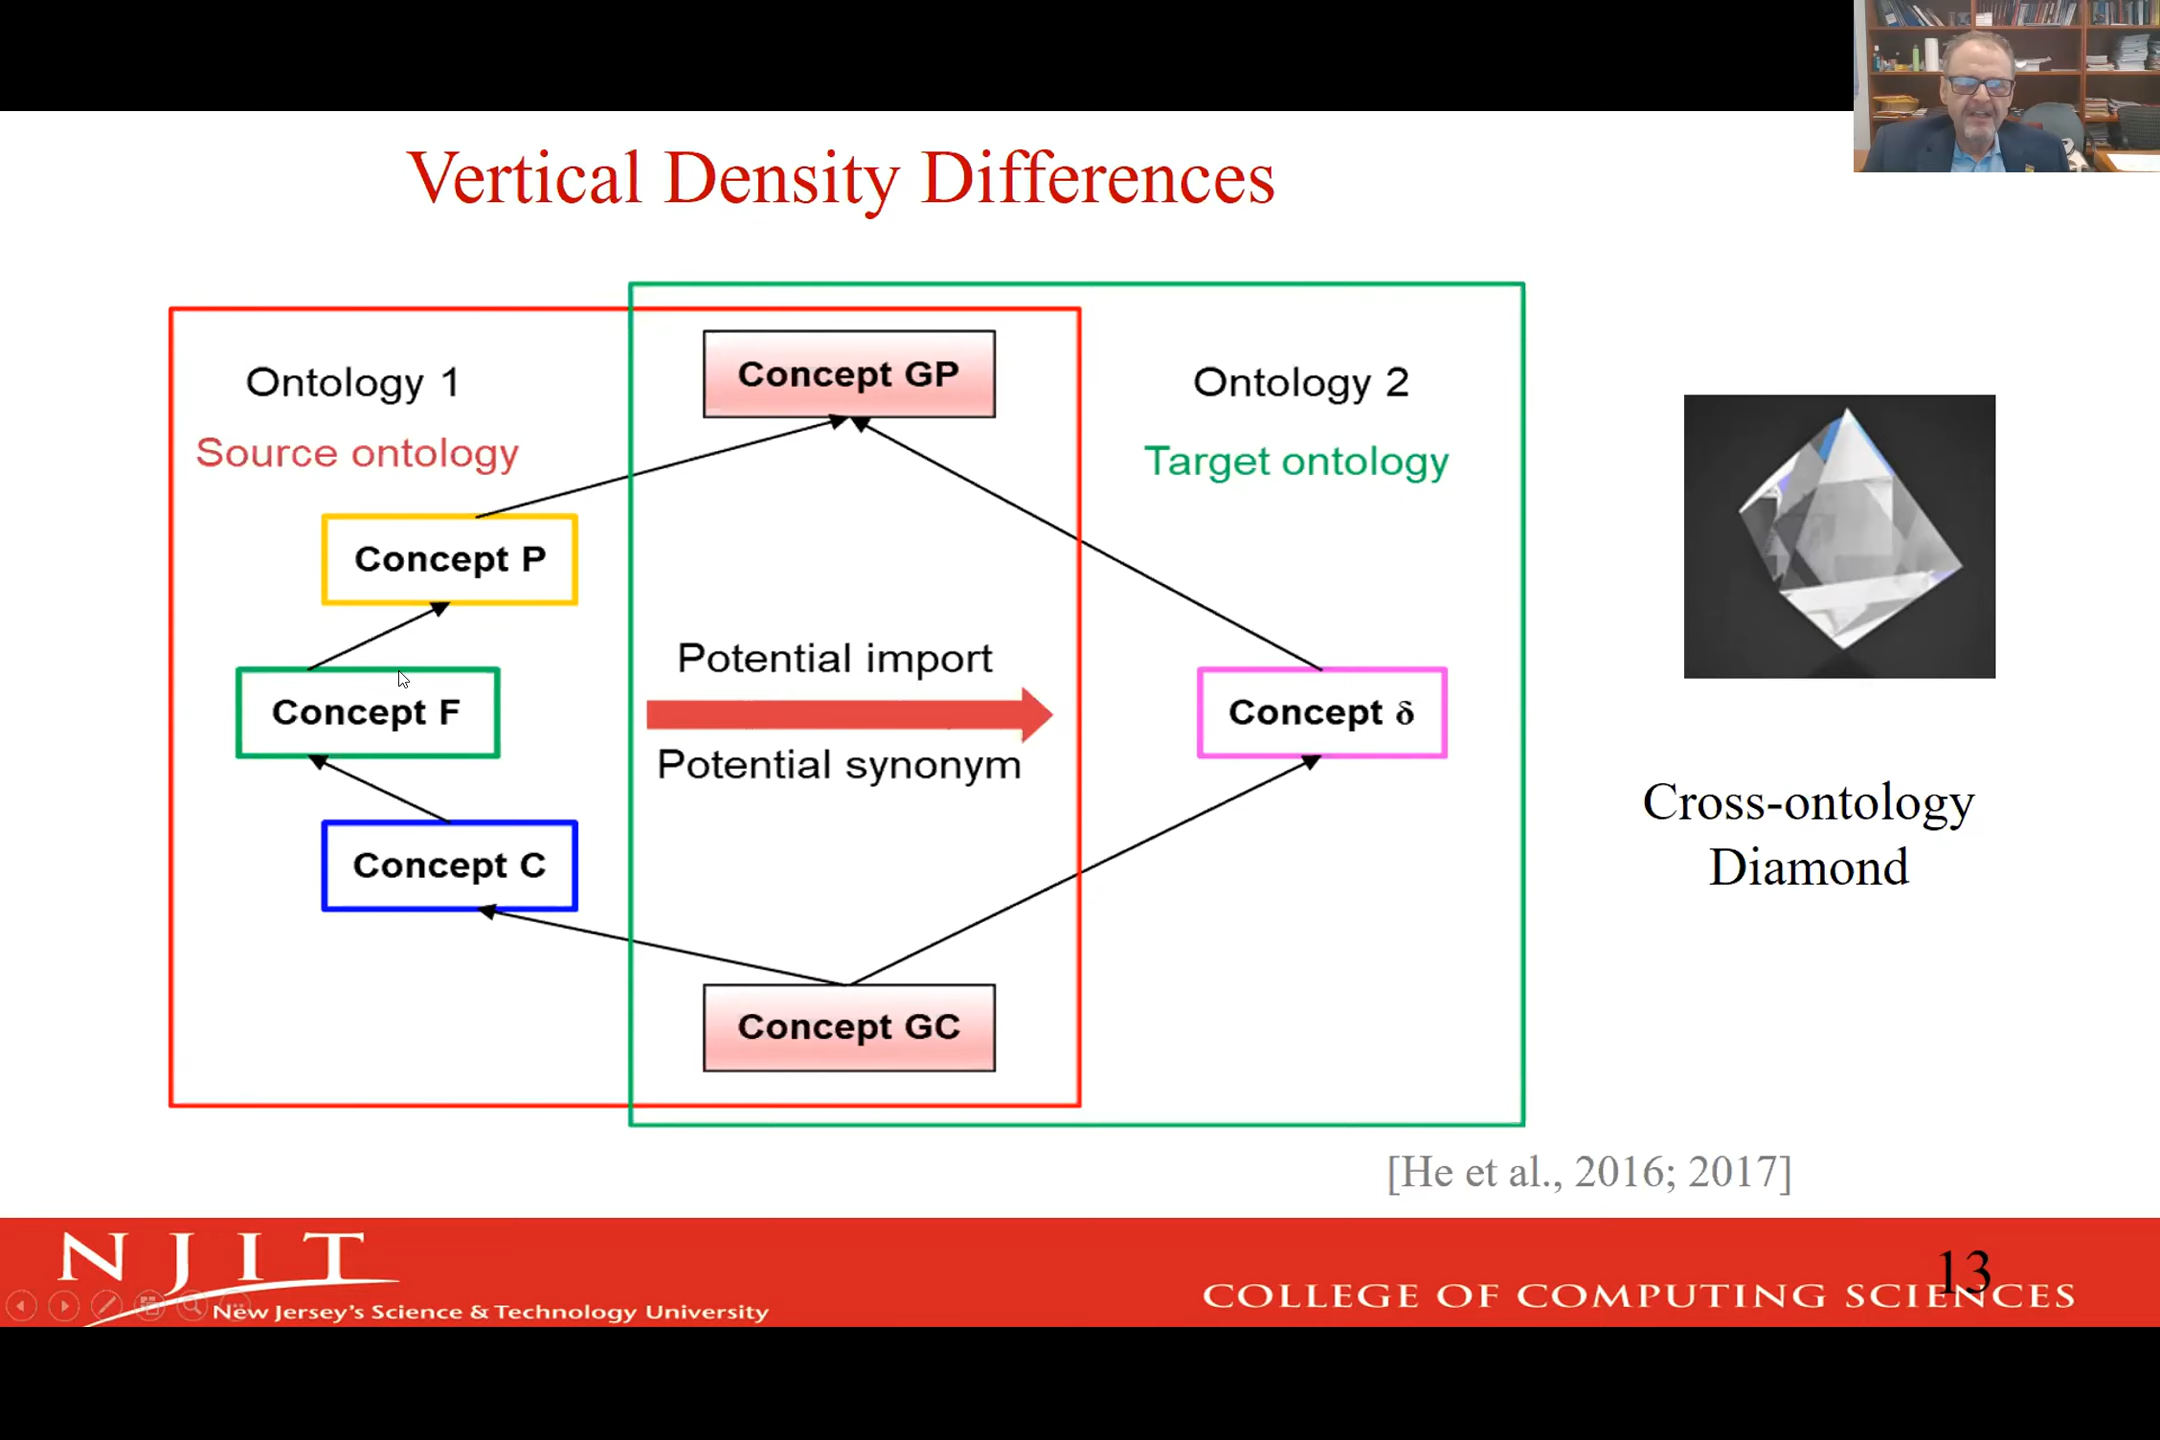 Vertical Density Differences
Ontology 1
Source ontology
Concept GP
Ontology 2
Target ontology
Concept P
Concept F
Concept C
Potential import
Potential synonym
Concept δ
Concept GC
Cross-ontology
Diamond
[He et al., 2016; 2017]
NJIT
New Jersey's Science & Technology University
COLLEGE OF COMPUTING SCIENCES
13